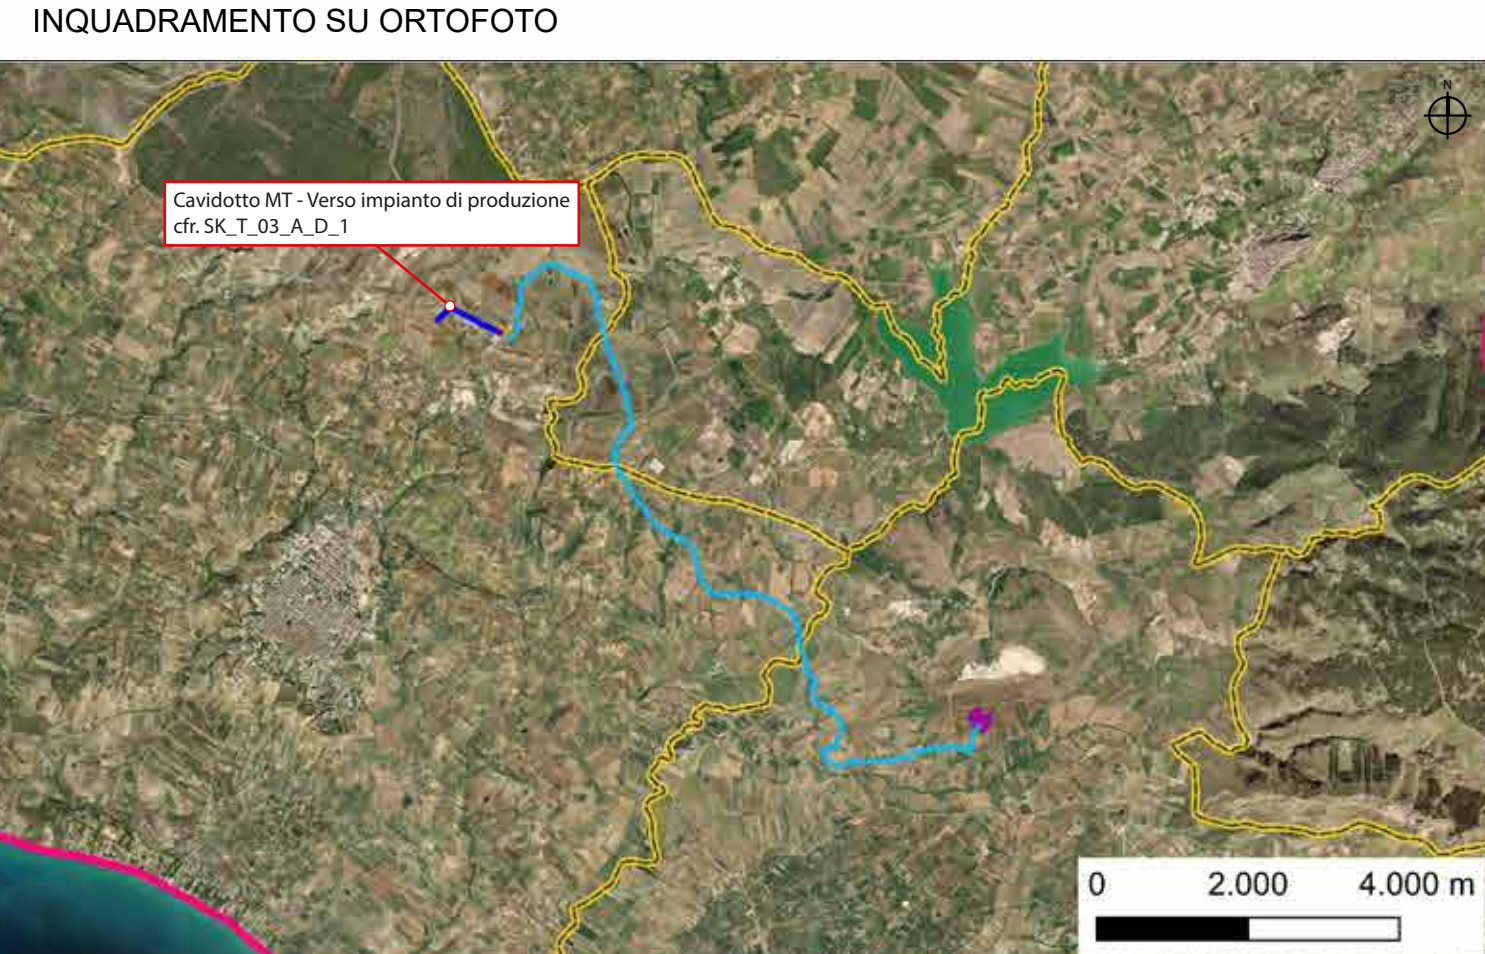 INQUADRAMENTO SU ORTOFOTO
N
Cavidotto MT - Verso impianto di produzione
cfr. SK_T_03_A_D_1
0 2.000 4.000 m